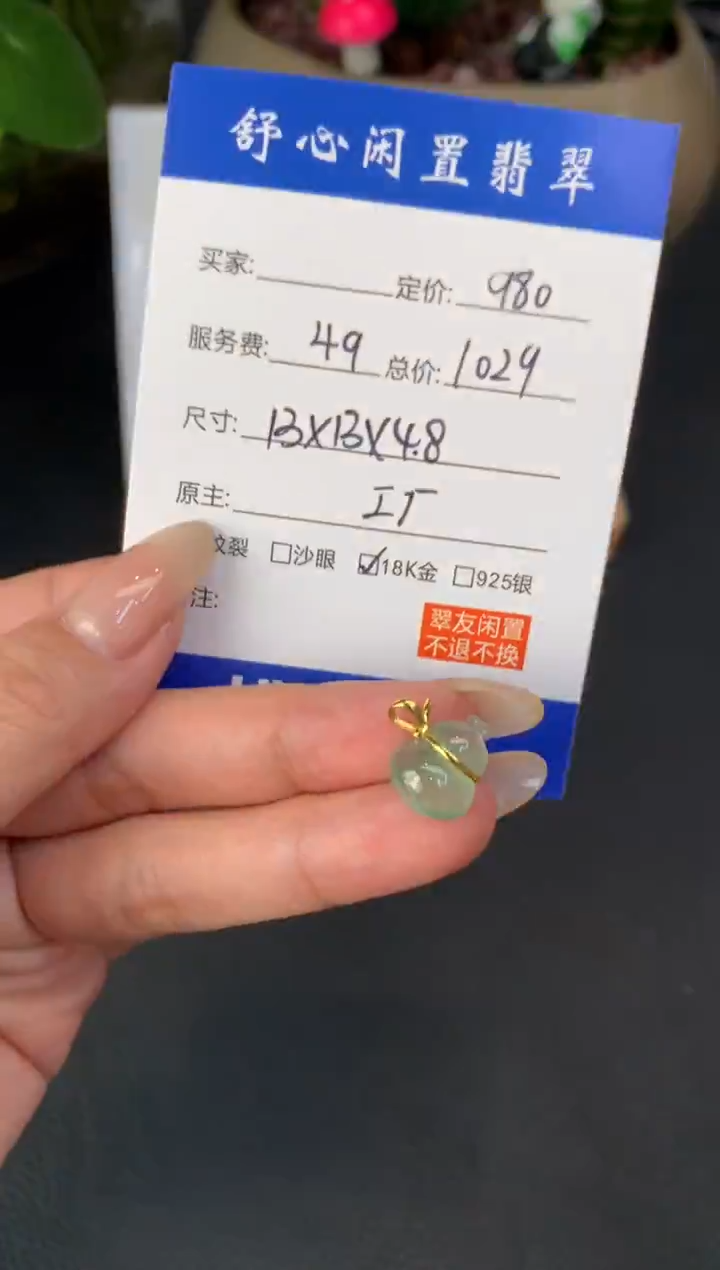 舒心闲置翡翠
买家: 定价: 980
服务费: 49 总价: 1029
尺寸: 13X13X4.8
原主: 工厂
纹裂 □沙眼 ☑18K金 □925银
注:
翠友闲置
不退不换